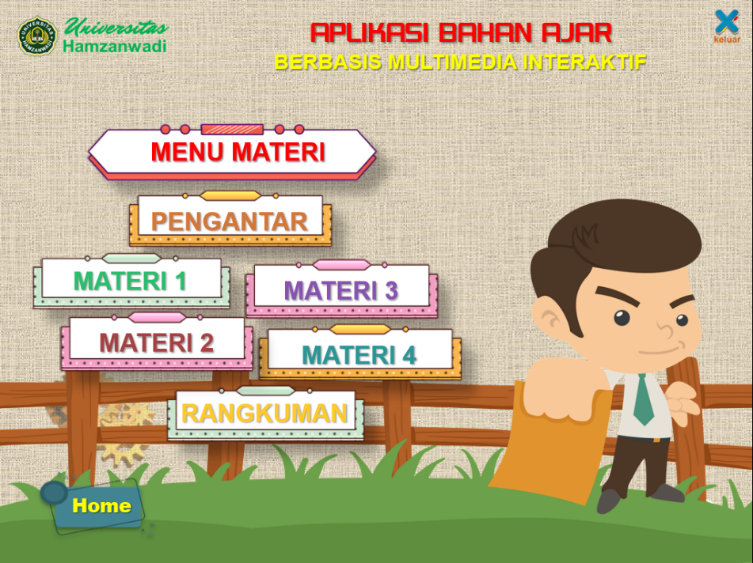 Universitas
Hamzanwadi
APLIKASI BAHAN AJAR
BERBASIS MULTIMEDIA INTERAKTIF
keluar
MENU MATERI
PENGANTAR
MATERI 1
MATERI 3
MATERI 2
MATERI 4
RANGKUMAN
Home